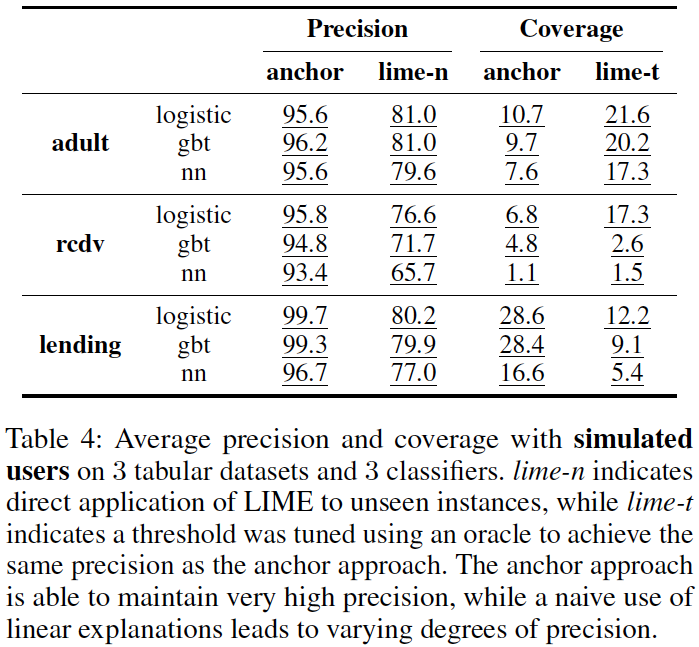 Precision Coverage
anchor lime-n anchor lime-t
logistic 95.6 81.0 10.7 21.6
adult gbt 96.2 81.0 9.7 20.2
nn 95.6 79.6 7.6 17.3
logistic 95.8 76.6 6.8 17.3
rcdv gbt 94.8 71.7 4.8 2.6
nn 93.4 65.7 1.1 1.5
logistic 99.7 80.2 28.6 12.2
lending gbt 99.3 79.9 28.4 9.1
nn 96.7 77.0 16.6 5.4
Table 4: Average precision and coverage with simulated
users on 3 tabular datasets and 3 classifiers. lime-n indicates
direct application of LIME to unseen instances, while lime-t
indicates a threshold was tuned using an oracle to achieve the
same precision as the anchor approach. The anchor approach
is able to maintain very high precision, while a naive use of
linear explanations leads to varying degrees of precision.